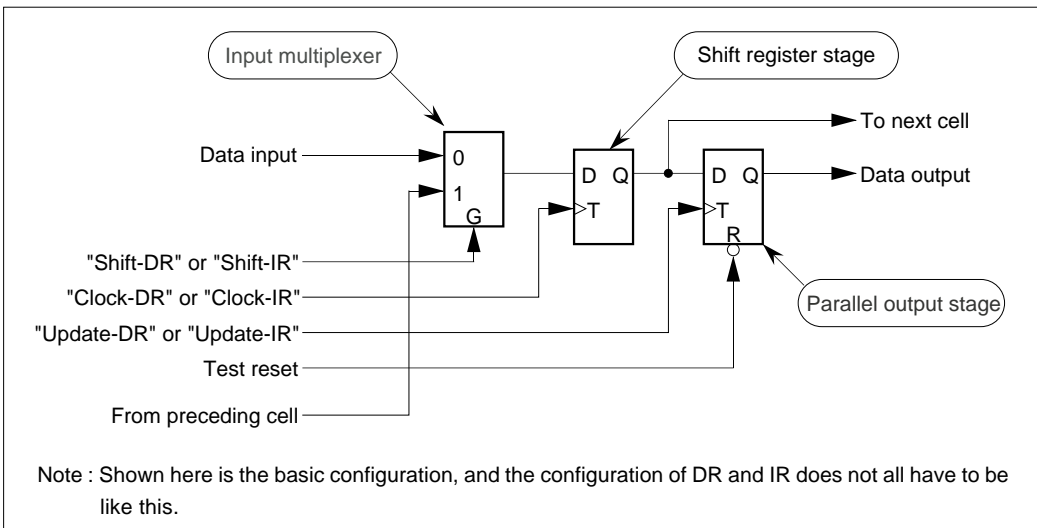 Input multiplexer
Shift register stage
To next cell
Data input
0
D Q
D Q
Data output
1
T
T
G
R
"Shift-DR" or "Shift-IR"
"Clock-DR" or "Clock-IR"
Parallel output stage
"Update-DR" or "Update-IR"
Test reset
From preceding cell
Note : Shown here is the basic configuration, and the configuration of DR and IR does not all have to be
like this.